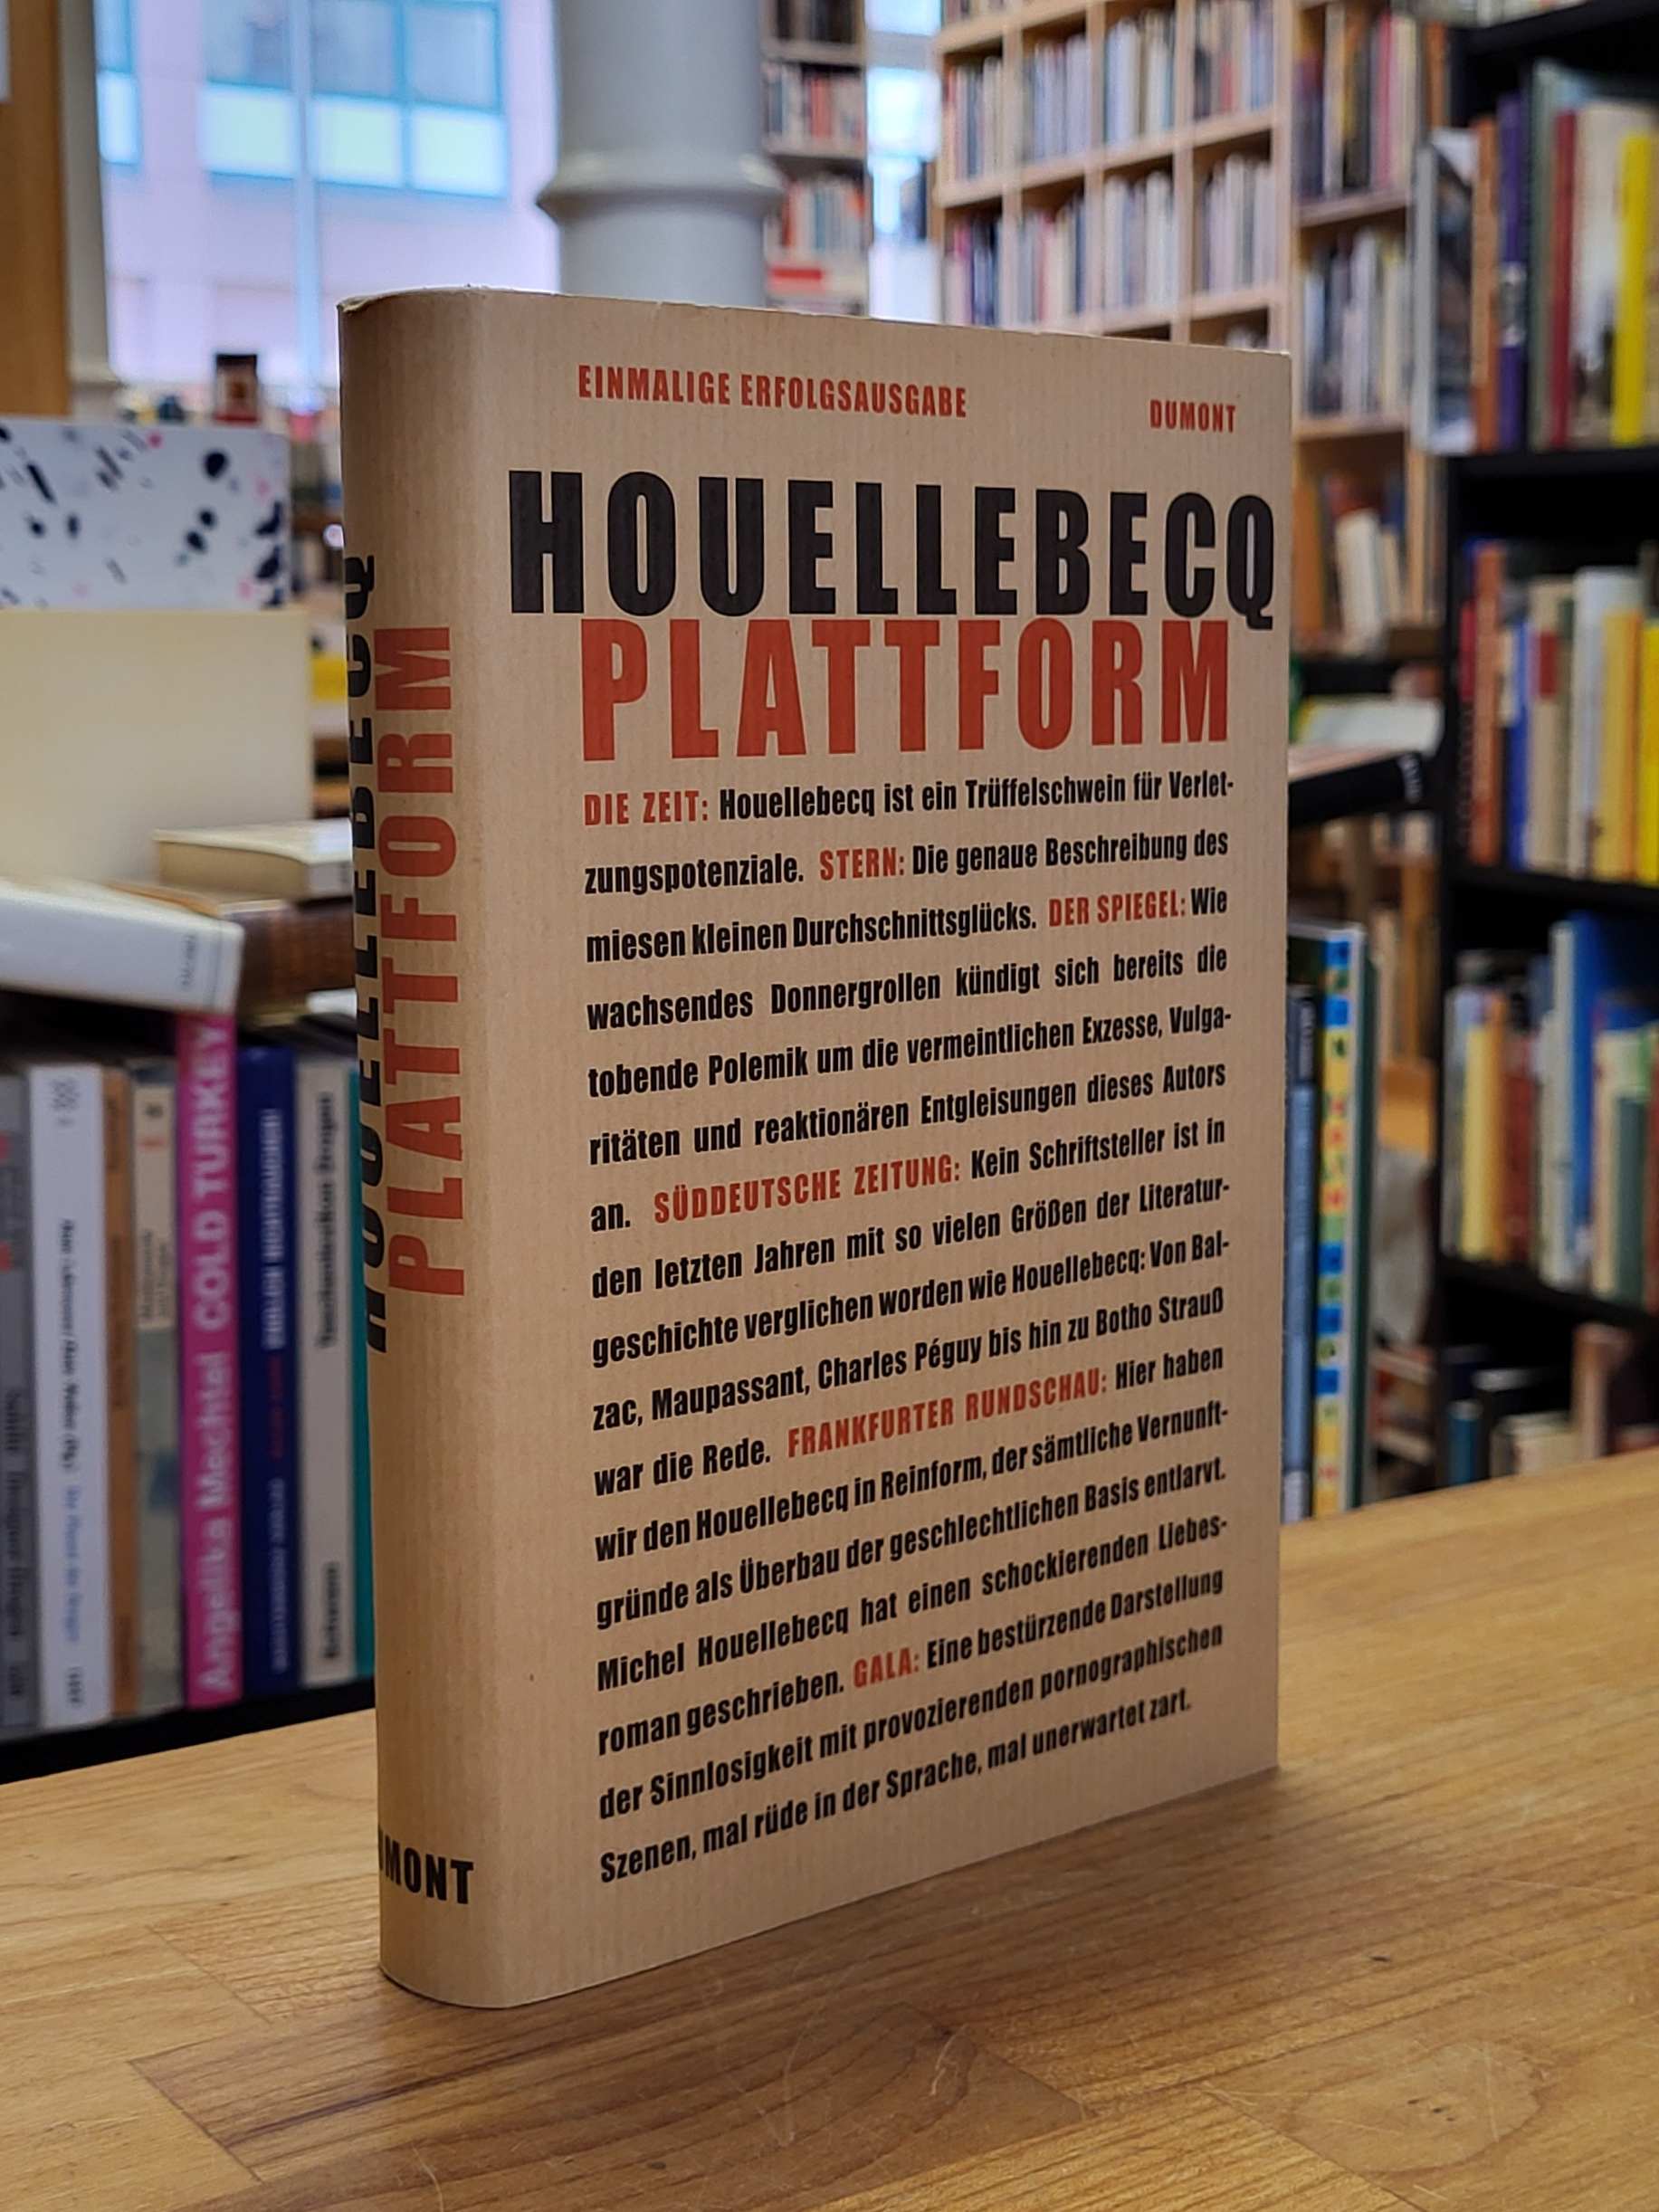 EINMALIGE ERFOLGSAUSGABE
DUMONT
HOUELLEBECQ
PLATTFORM
DIE ZEIT: Houellebecq ist ein Trüffelschwein für Verlet-
zungspotenziale. STERN: Die genaue Beschreibung des
miesen kleinen Durchschnittsglücks. DER SPIEGEL: Wie
wachsendes Donnergrollen kündigt sich bereits die
tobende Polemik um die vermeintlichen Exzesse, Vulga-
ritäten und reaktionären Entgleisungen dieses Autors
an. SÜDDEUTSCHE ZEITUNG: Kein Schriftsteller ist in
den letzten Jahren mit so vielen Größen der Literatur-
geschichte verglichen worden wie Houellebecq: Von Bal-
zac, Maupassant, Charles Péguy bis hin zu Botho Strauß
war die Rede. FRANKFURTER RUNDSCHAU: Hier haben
wir den Houellebecq in Reinform, der sämtliche Vernunft-
gründe als Überbau der geschlechtlichen Basis entlarvt.
Michel Houellebecq hat einen schockierenden Liebes-
roman geschrieben. GALA: Eine bestürzende Darstellung
der Sinnlosigkeit mit provozierenden pornographischen
Szenen, mal rüde in der Sprache, mal unerwartet zart.
HOUELLEBECQ
PLATTFORM
MONT
Angelika Mechtel COLD TURKEY